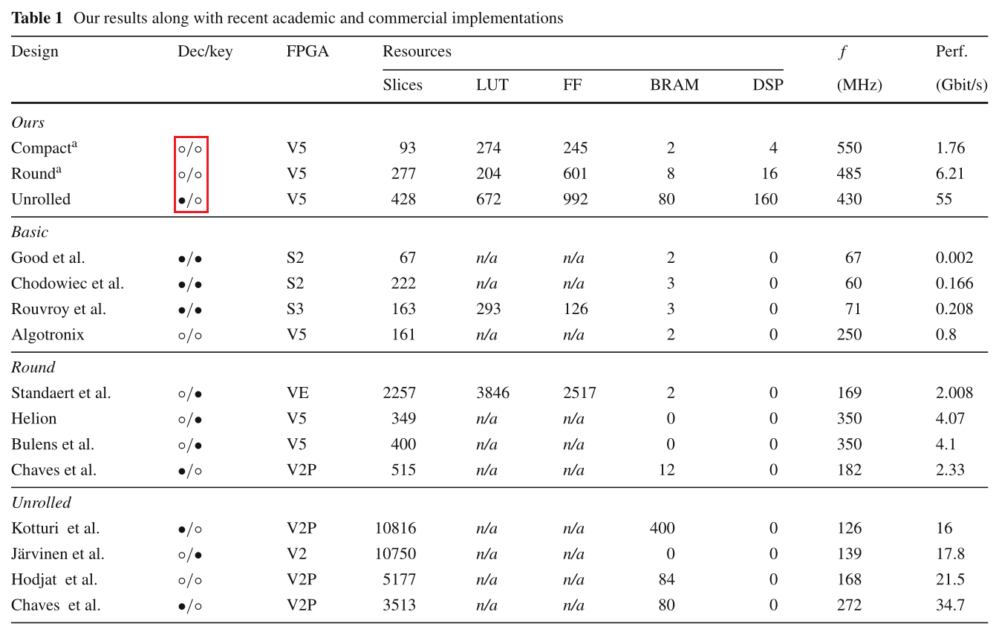 Table 1 Our results along with recent academic and commercial implementations
Design Dec/key FPGA Resources f Perf.
Slices LUT FF BRAM DSP (MHz) (Gbit/s)
Ours
Compactᵃ ○/○ V5 93 274 245 2 4 550 1.76
Roundᵃ ○/○ V5 277 204 601 8 16 485 6.21
Unrolled ●/○ V5 428 672 992 80 160 430 55
Basic
Good et al. ●/● S2 67 n/a n/a 2 0 67 0.002
Chodowiec et al. ●/● S2 222 n/a n/a 3 0 60 0.166
Rouvroy et al. ●/● S3 163 293 126 3 0 71 0.208
Algotronix ○/○ V5 161 n/a n/a 2 0 250 0.8
Round
Standaert et al. ○/● VE 2257 3846 2517 2 0 169 2.008
Helion ○/● V5 349 n/a n/a 0 0 350 4.07
Bulens et al. ○/● V5 400 n/a n/a 0 0 350 4.1
Chaves et al. ●/○ V2P 515 n/a n/a 12 0 182 2.33
Unrolled
Kotturi et al. ●/○ V2P 10816 n/a n/a 400 0 126 16
Järvinen et al. ○/● V2 10750 n/a n/a 0 0 139 17.8
Hodjat et al. ○/○ V2P 5177 n/a n/a 84 0 168 21.5
Chaves et al. ●/○ V2P 3513 n/a n/a 80 0 272 34.7